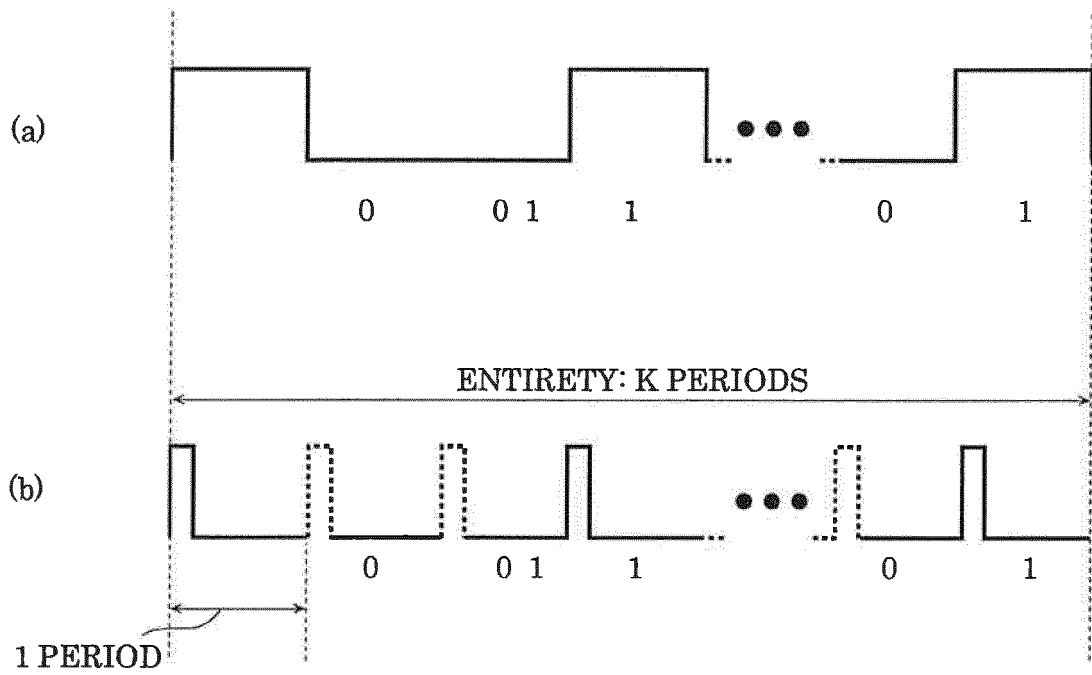 (a)
0 0 1 1 0 1
ENTIRETY: K PERIODS
(b)
0 0 1 1 0 1
1 PERIOD